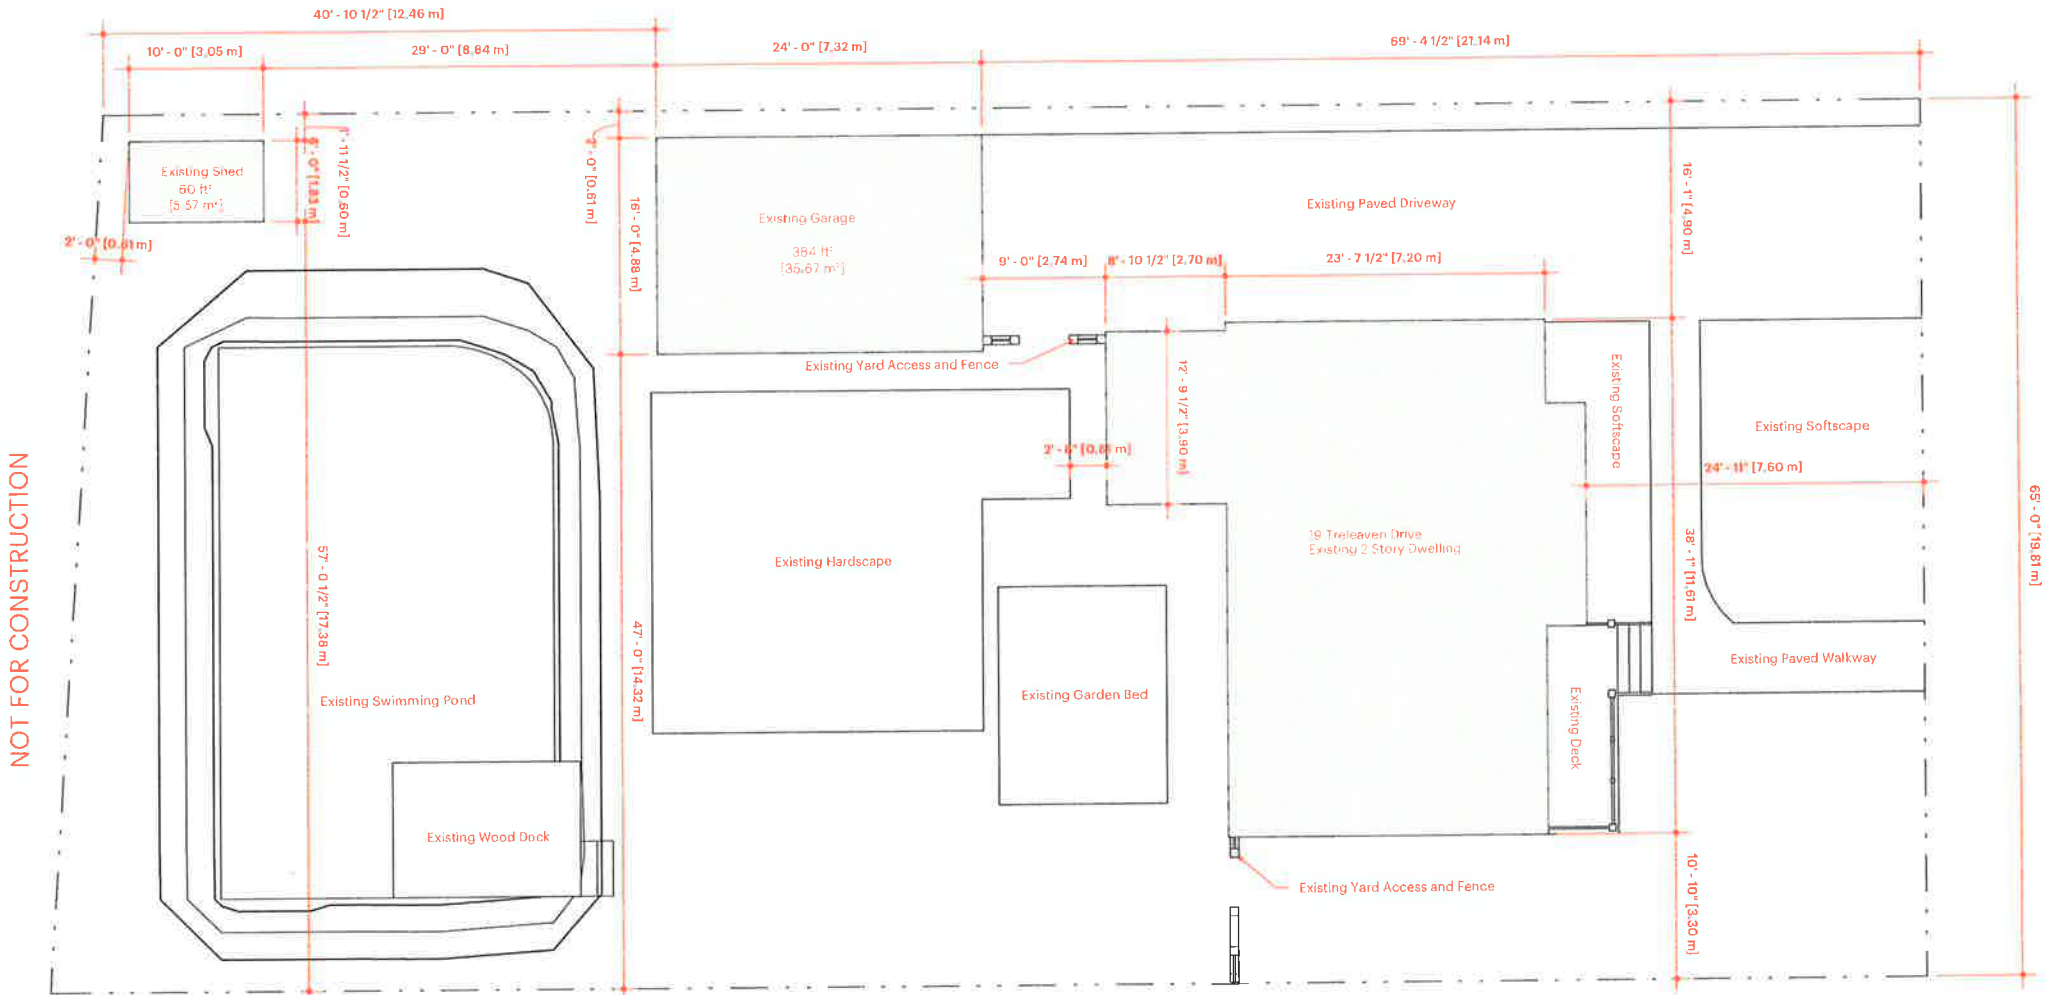 40' - 10 1/2" [12.46 m]
10' - 0" [3.05 m]
29' - 0" [8.84 m]
24' - 0" [7.32 m]
69' - 4 1/2" [21.14 m]
Existing Shed
60 ft²
[5.57 m²]
2' - 0" [0.61 m]
6' - 0" [1.83 m]
1' - 11 1/2" [0.60 m]
2' - 0" [0.61 m]
16' - 0" [4.88 m]
Existing Garage
384 ft²
[35.67 m²]
Existing Paved Driveway
16' - 1" [4.90 m]
9' - 0" [2.74 m]
8' - 10 1/2" [2.70 m]
23' - 7 1/2" [7.20 m]
Existing Yard Access and Fence
12' - 9 1/2" [3.90 m]
Existing Softscape
Existing Softscape
24' - 11" [7.60 m]
[0.81 m]
65' - 0" [19.81 m]
NOT FOR CONSTRUCTION
57' - 0 1/2" [17.38 m]
Existing Hardscape
19 Treleaven Drive
Existing 2 Story Dwelling
38' - 1" [11.61 m]
47' - 0" [14.32 m]
Existing Swimming Pond
Existing Garden Bed
Existing Deck
Existing Paved Walkway
Existing Wood Dock
Existing Yard Access and Fence
10' - 10" [3.30 m]